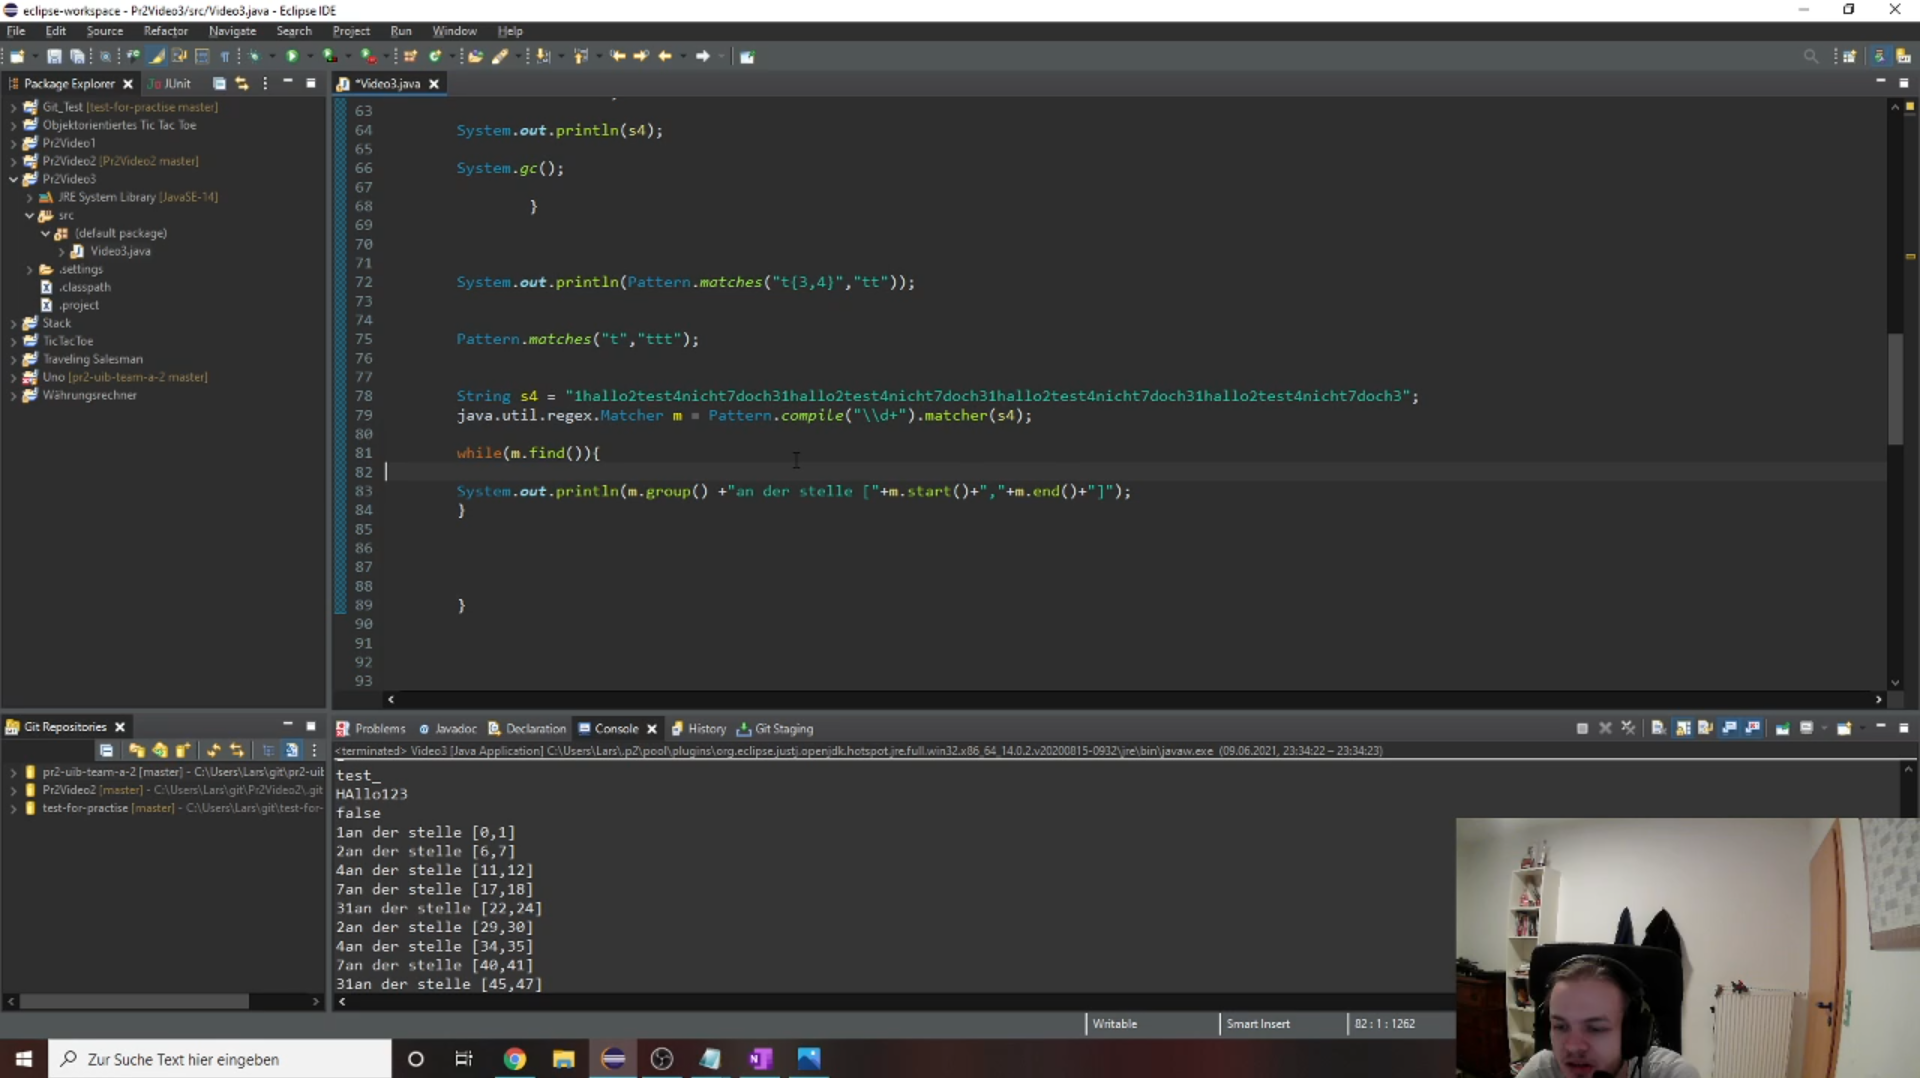 eclipse-workspace - Pr2Video3/src/Video3.java - Eclipse IDE
File Edit Source Refactor Navigate Search Project Run Window Help
Package Explorer JUnit
*Video3.java
Git_Test [test-for-practise master]
Objektorientiertes Tic Tac Toe
Pr2Video1
Pr2Video2 [Pr2Video2 master]
Pr2Video3
JRE System Library [JavaSE-14]
src
(default package)
Video3.java
.settings
.classpath
.project
Stack
TicTacToe
Traveling Salesman
Uno [pr2-uib-team-a-2 master]
Währungsrechner
63
64 System.out.println(s4);
65
66 System.gc();
67
68 }
69
70
71
72 System.out.println(Pattern.matches("t{3,4}","tt"));
73
74
75 Pattern.matches("t","ttt");
76
77
78 String s4 = "1hallo2test4nicht7doch31hallo2test4nicht7doch31hallo2test4nicht7doch31hallo2test4nicht7doch3";
79 java.util.regex.Matcher m = Pattern.compile("\\d+").matcher(s4);
80
81 while(m.find()){
82
83 System.out.println(m.group() +"an der stelle ["+m.start()+","+m.end()+"]");
84 }
85
86
87
88
89 }
90
91
92
93
Git Repositories
pr2-uib-team-a-2 [master] - C:\Users\Lars\git\pr2-uib
Pr2Video2 [master] - C:\Users\Lars\git\Pr2Video2\.git
test-for-practise [master] - C:\Users\Lars\git\test-for-
Problems Javadoc Declaration Console History Git Staging
<terminated> Video3 [Java Application] C:\Users\Lars\.p2\pool\plugins\org.eclipse.justj.openjdk.hotspot.jre.full.win32.x86_64_14.0.2.v20200815-0932\jre\bin\javaw.exe (09.06.2021, 23:34:22 – 23:34:23)
test_
HAllo123
false
1an der stelle [0,1]
2an der stelle [6,7]
4an der stelle [11,12]
7an der stelle [17,18]
31an der stelle [22,24]
2an der stelle [29,30]
4an der stelle [34,35]
7an der stelle [40,41]
31an der stelle [45,47]
Writable Smart Insert 82 : 1 : 1262
Zur Suche Text hier eingeben